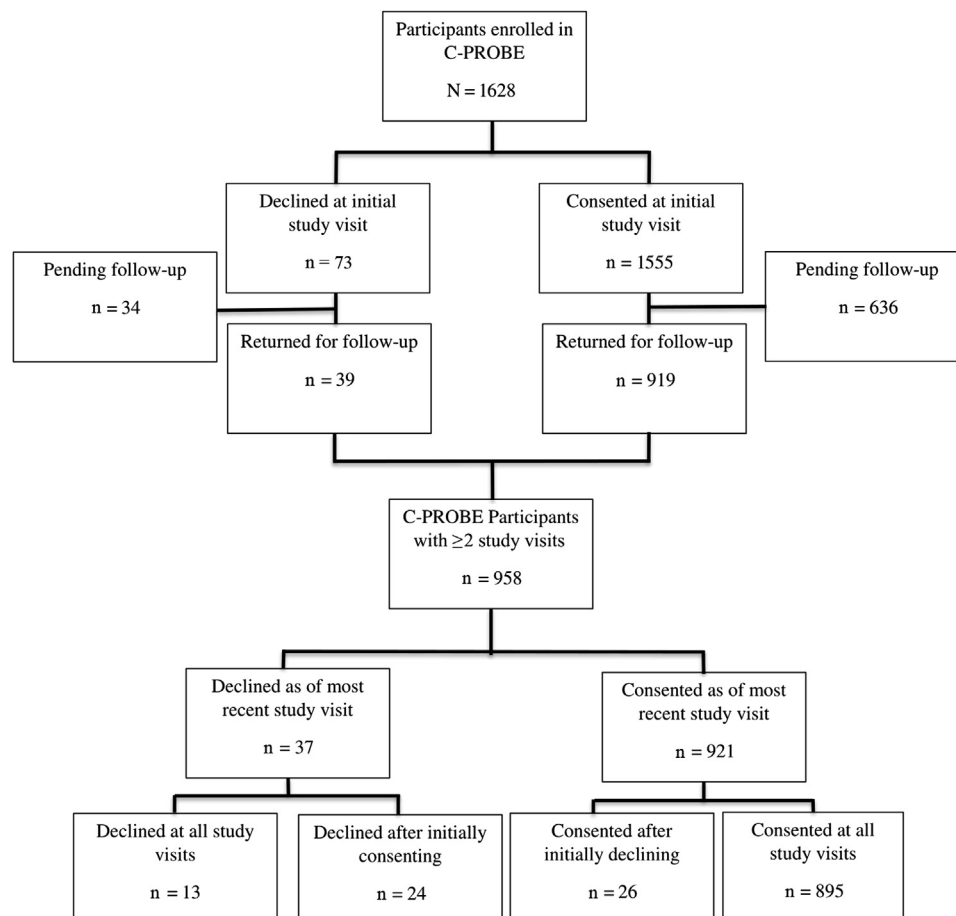 Participants enrolled in
C-PROBE
N = 1628
Declined at initial
study visit
n = 73
Consented at initial
study visit
n = 1555
Pending follow-up
n = 34
Pending follow-up
n = 636
Returned for follow-up
n = 39
Returned for follow-up
n = 919
C-PROBE Participants
with ≥2 study visits
n = 958
Declined as of most
recent study visit
n = 37
Consented as of most
recent study visit
n = 921
Declined at all study
visits
n = 13
Declined after initially
consenting
n = 24
Consented after
initially declining
n = 26
Consented at all
study visits
n = 895